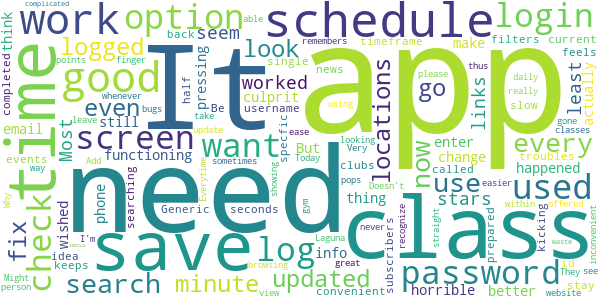 complicated
remembers
able
think
back
timeframe
filters
current
work
option
schedule
login
completed
points
finger
logged
seem
look
single
news
make
feels
whenever
bugs
half
pressing
worked
culprit
It
app
go
least
links
actually
time
good
even
take
Be
username
daily
really
slow
please
using
thus
email
Most
leave
still
screen
update
But
want
locations
now
enter
change
troubles
gone
classes
every
events
way
phone
functioning
sometimes
ease
specfic
clubs
looking
Very
Today
thing
called
happened
check
need
class
use
used
Why
fix
wished
searching
Generic
seconds
pops
Doesn't
stars
prepared
kicking
easier
within
offered
inconvenient
Add
Everytime
gym
showing
info
subscribers
never
recognize
I'm
idea
keeps
save
log
password
id
They
see
Might
person
mess
search
minute
browsing
view
Laguna
updated
convenient
great
horrible
better
straight
website
stay
waste